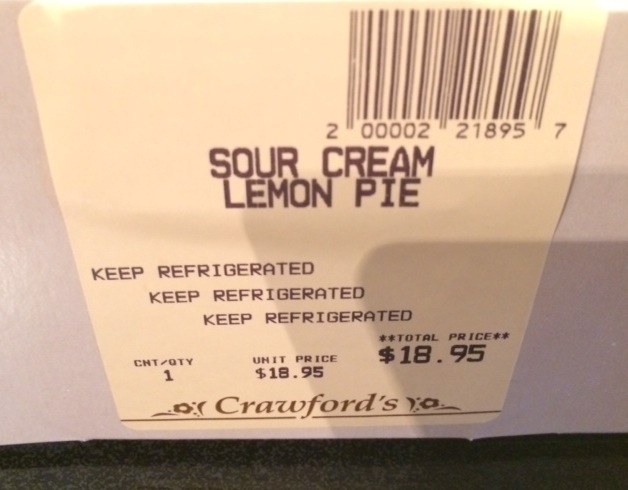 2 00002 21895 7
SOUR CREAM
LEMON PIE
KEEP REFRIGERATED
KEEP REFRIGERATED
KEEP REFRIGERATED
CNT/QTY UNIT PRICE **TOTAL PRICE**
1 $18.95 $18.95
Crawford's